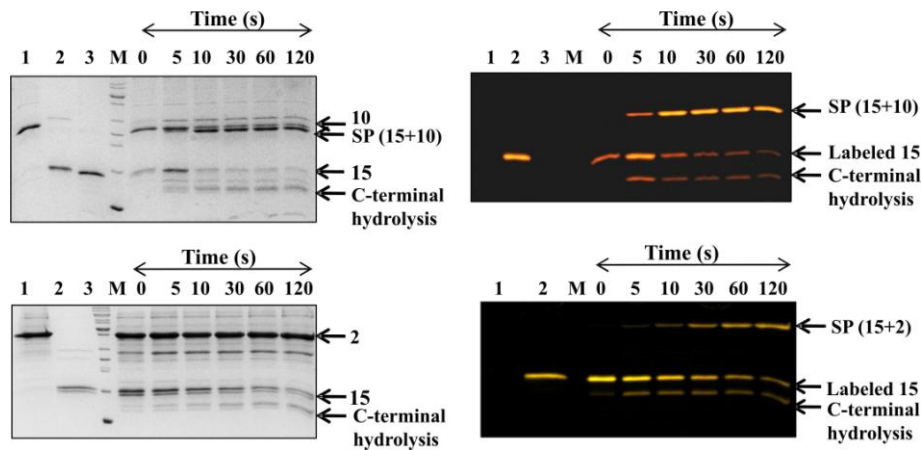 Time (s)
1 2 3 M 0 5 10 30 60 120
10
SP (15+10)
15
C-terminal
hydrolysis
Time (s)
1 2 3 M 0 5 10 30 60 120
SP (15+10)
Labeled 15
C-terminal
hydrolysis
Time (s)
1 2 3 M 0 5 10 30 60 120
2
15
C-terminal
hydrolysis
Time (s)
1 2 M 0 5 10 30 60 120
SP (15+2)
Labeled 15
C-terminal
hydrolysis